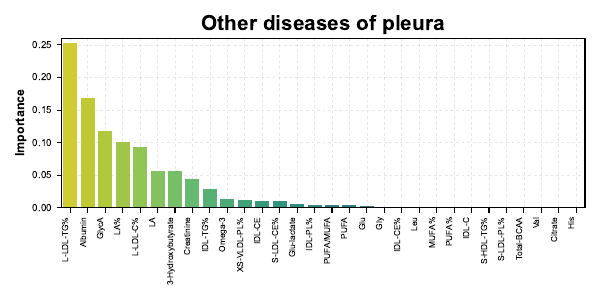 Other diseases of pleura
Importance
0.25
0.20
0.15
0.10
0.05
0.00
L-LDL-TG%
Albumin
GlycA
LA%
L-LDL-C%
LA
3-Hydroxybutyrate
Creatinine
IDL-TG%
Omega-3
XS-VLDL-PL%
IDL-CE
S-LDL-CE%
Glu-lactate
IDL-PL%
PUFA/MUFA
PUFA
Glu
Gly
IDL-CE%
Leu
MUFA%
PUFA%
IDL-C
S-HDL-TG%
S-LDL-PL%
Total-BCAA
Val
Citrate
His